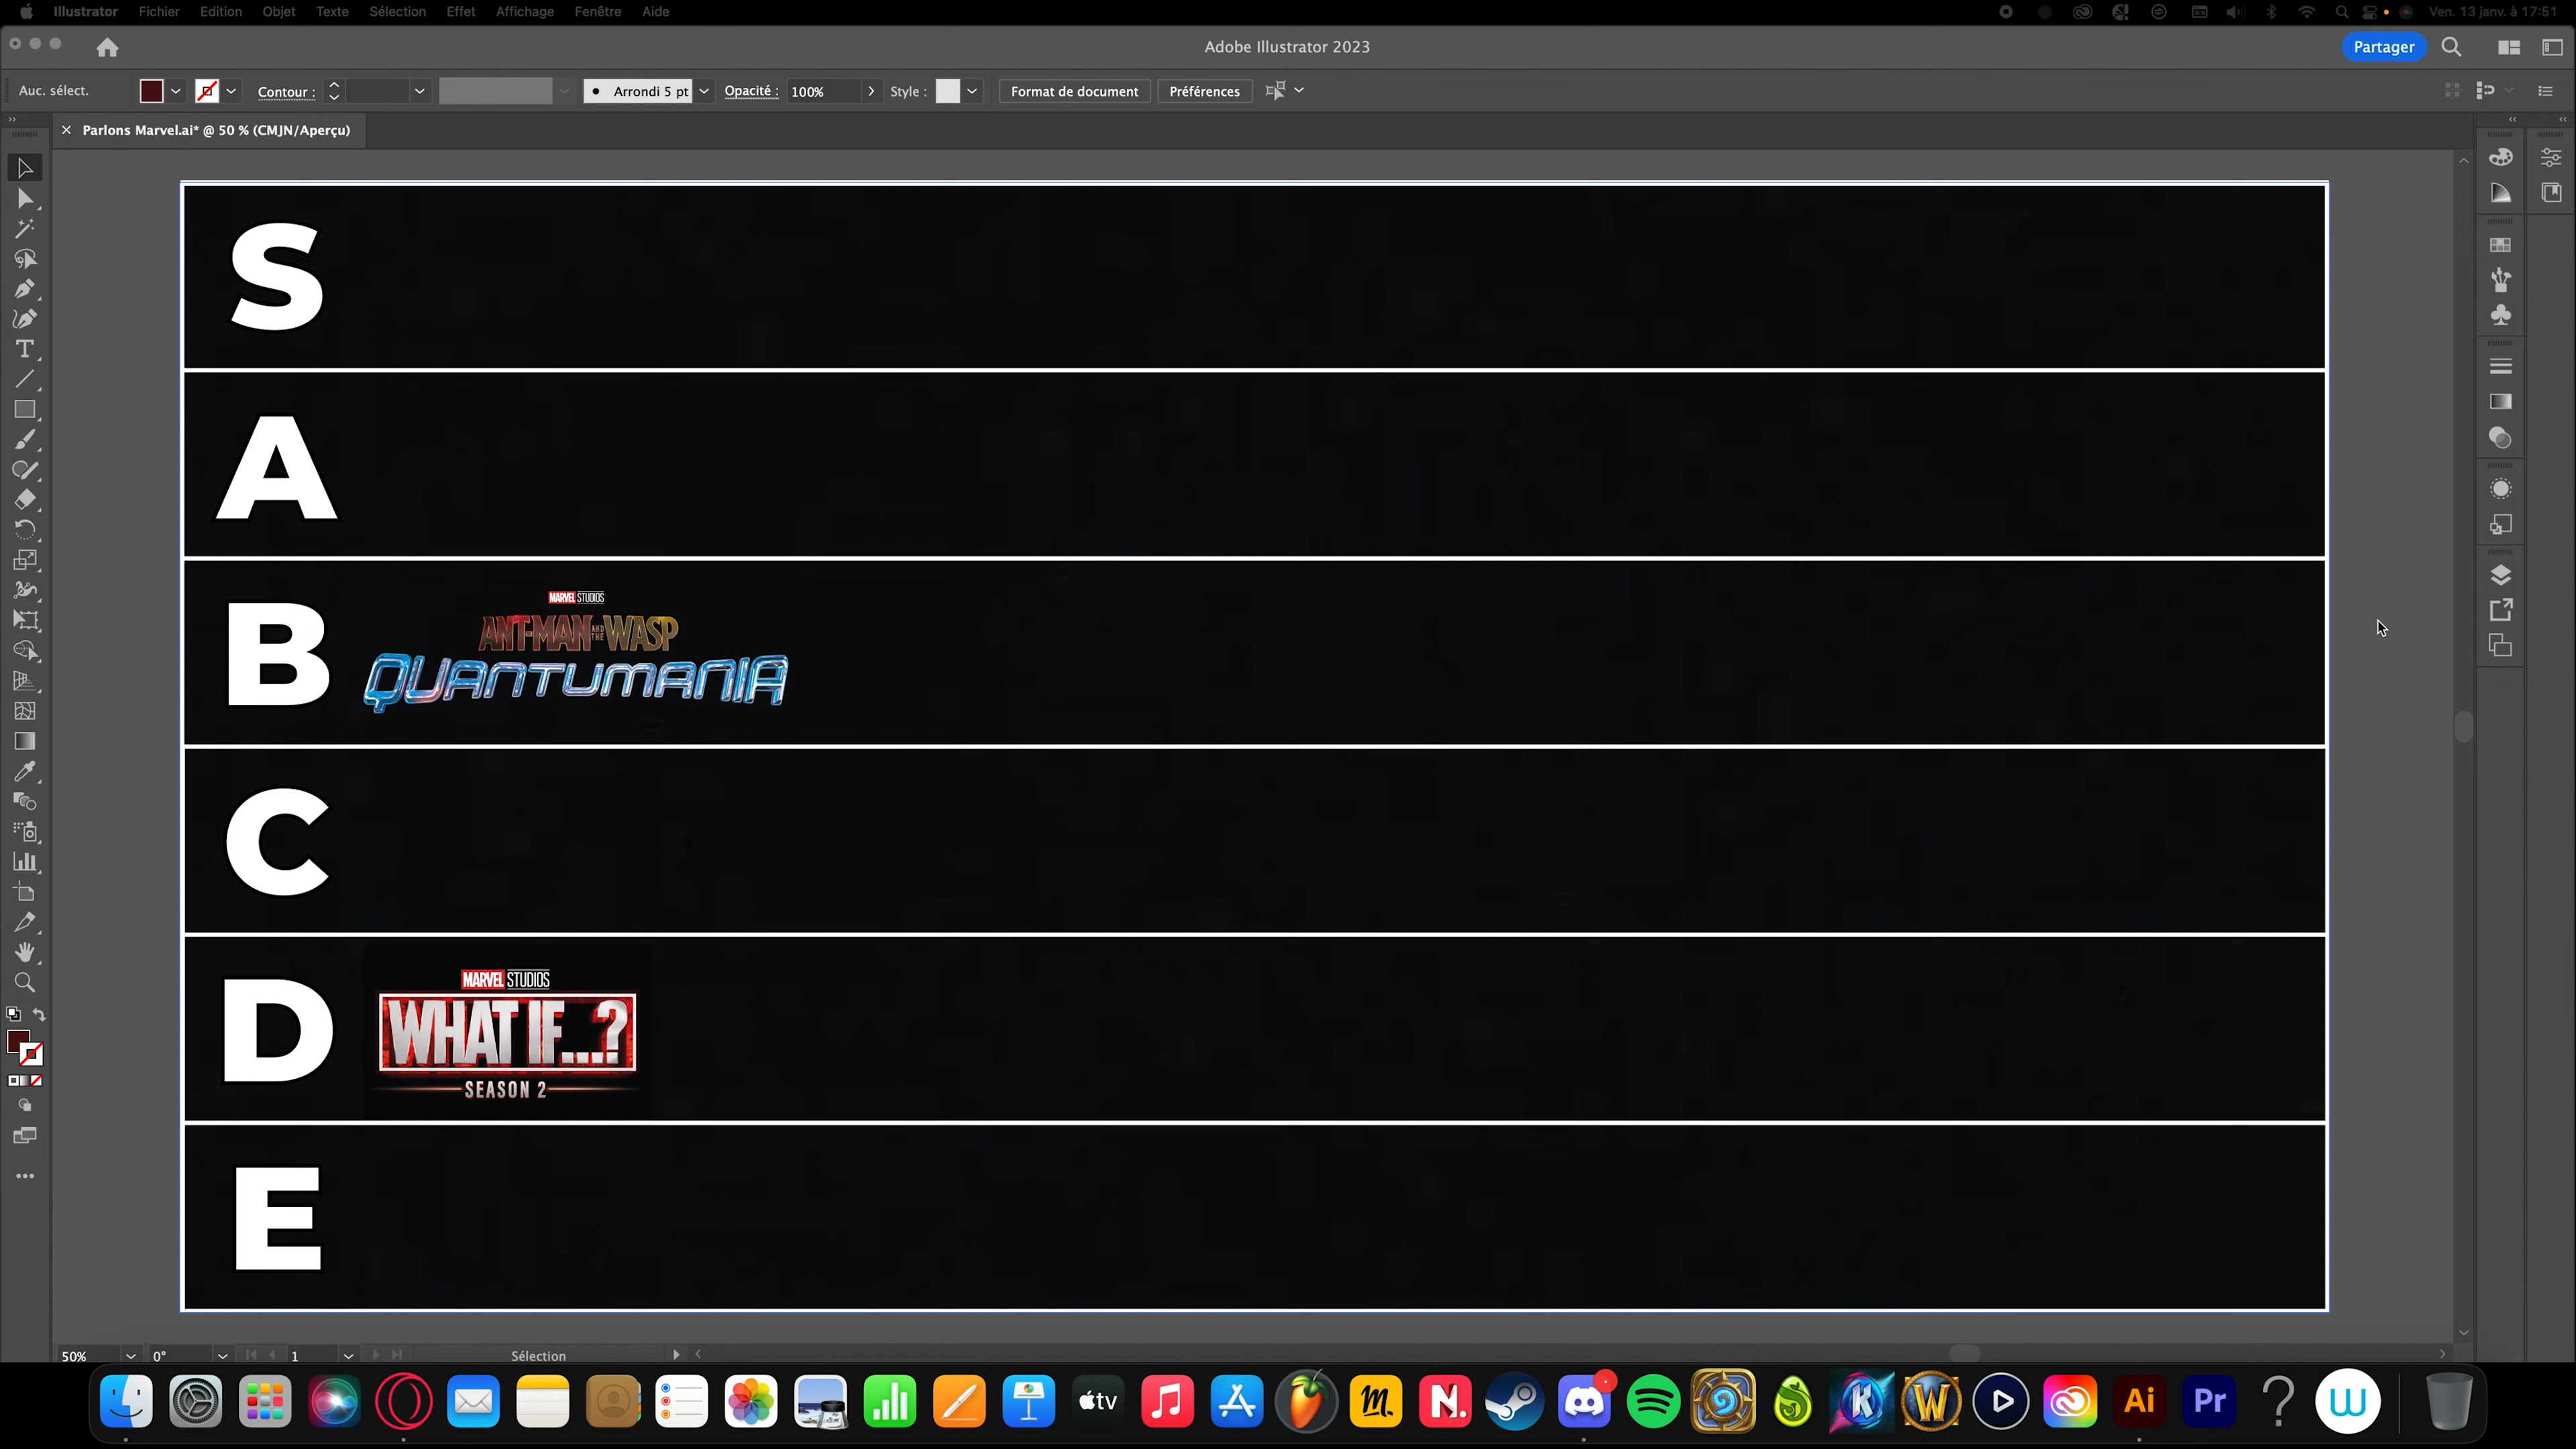 Illustrator Fichier Edition Objet Texte Sélection Effet Affichage Fenêtre Aide Ven. 13 janv. à 17:51
Adobe Illustrator 2023
Partager
Auc. sélect. Contour : Arrondi 5 pt Opacité : 100% Style : Format de document Préférences
Parlons Marvel.ai* @ 50 % (CMJN/Aperçu)
S
A
B
MARVEL STUDIOS
ANT-MAN AND THE WASP
QUANTUMANIA
C
D
MARVEL STUDIOS
WHAT IF...?
SEASON 2
E
50% 0° 1 Sélection
tv m. N. K W Ai Pr ? W